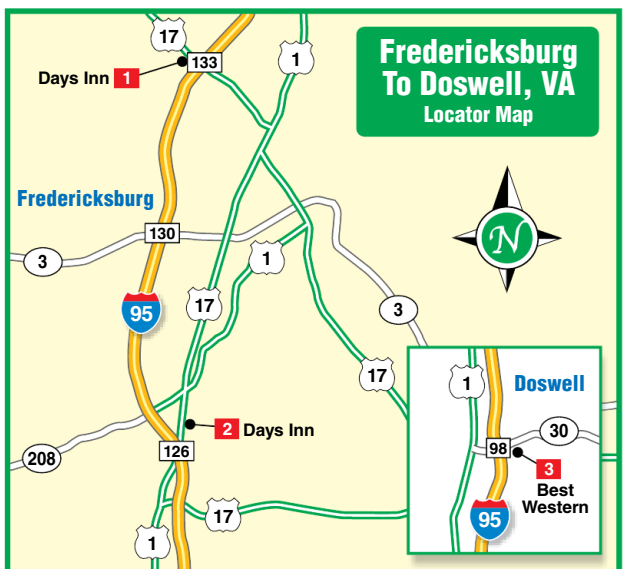 Fredericksburg
To Doswell, VA
Locator Map
17
1
133
Days Inn 1
Fredericksburg
N
130
3
1
95
17
3
17
1
Doswell
2 Days Inn
126
208
98
30
3
Best
Western
95
17
1